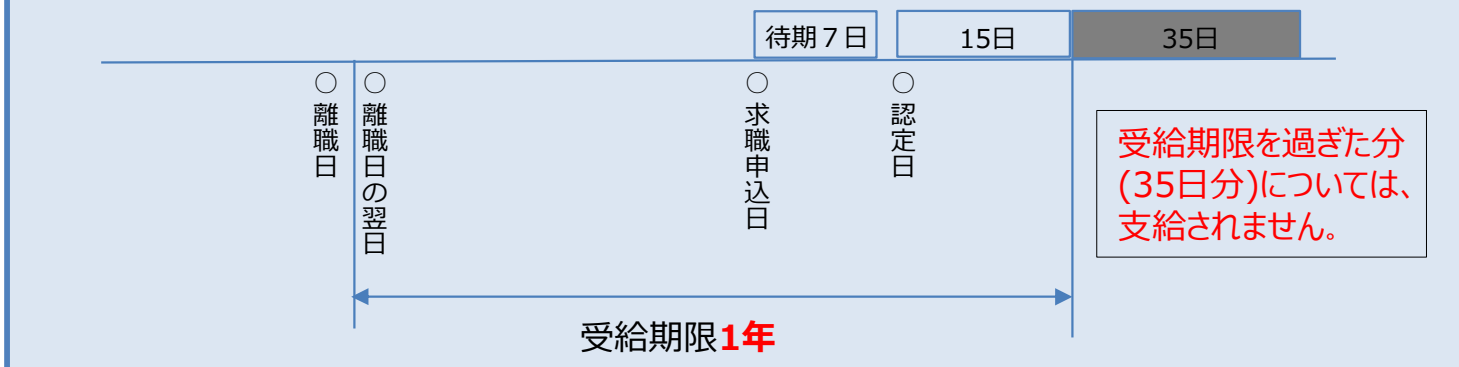 待期７日
15日
35日
○離職日
○離職日の翌日
○求職申込日
○認定日
受給期限を過ぎた分
(35日分)については、
支給されません。
受給期限1年